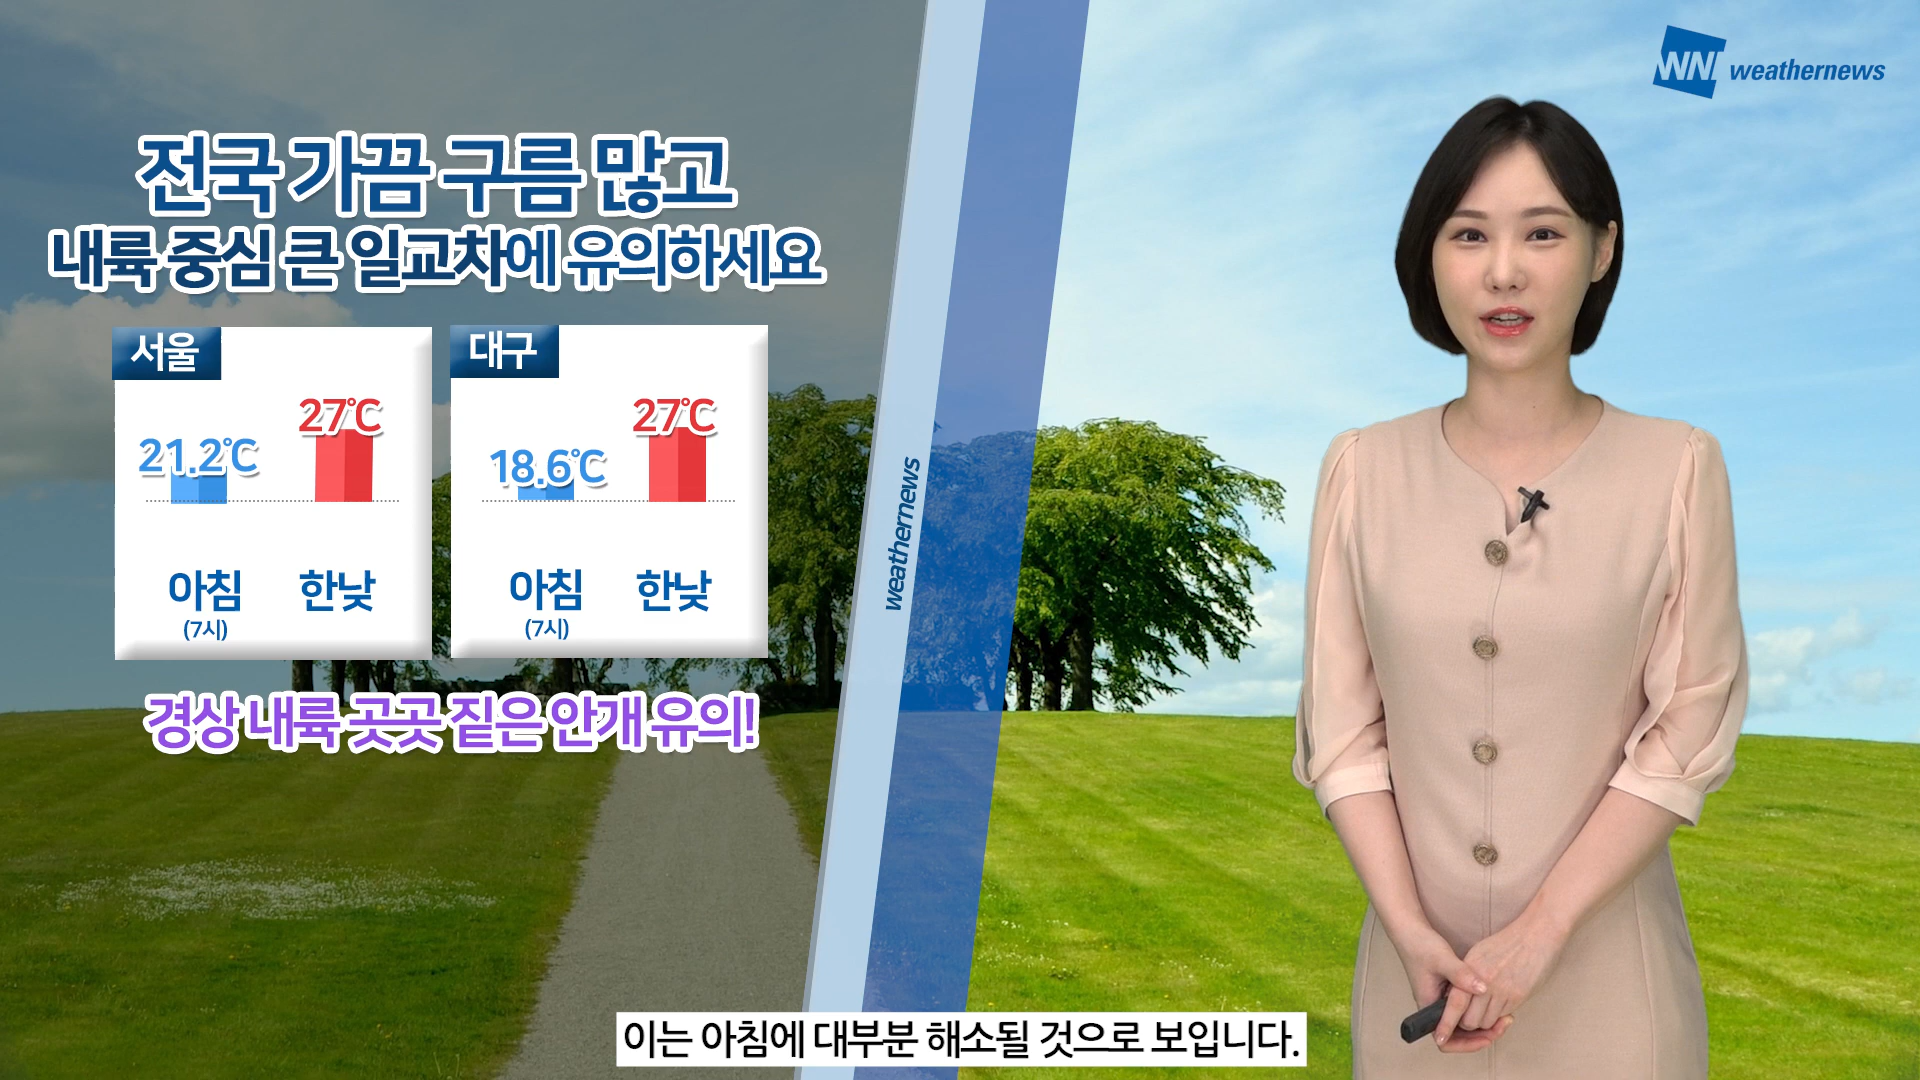 WNI weathernews
전국 가끔 구름 많고
내륙 중심 큰 일교차에 유의하세요
서울
21.2℃
27℃
아침
(7시)
한낮
대구
18.6℃
27℃
아침
(7시)
한낮
경상 내륙 곳곳 짙은 안개 유의!
weathernews
이는 아침에 대부분 해소될 것으로 보입니다.